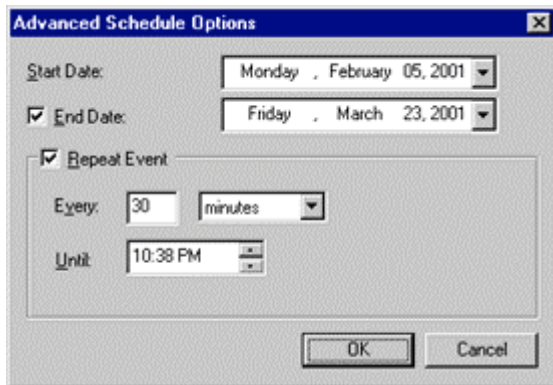 Advanced Schedule Options
Start Date: Monday , February 05, 2001
End Date: Friday , March 23, 2001
Repeat Event
Every: 30 minutes
Until: 10:38 PM
OK Cancel